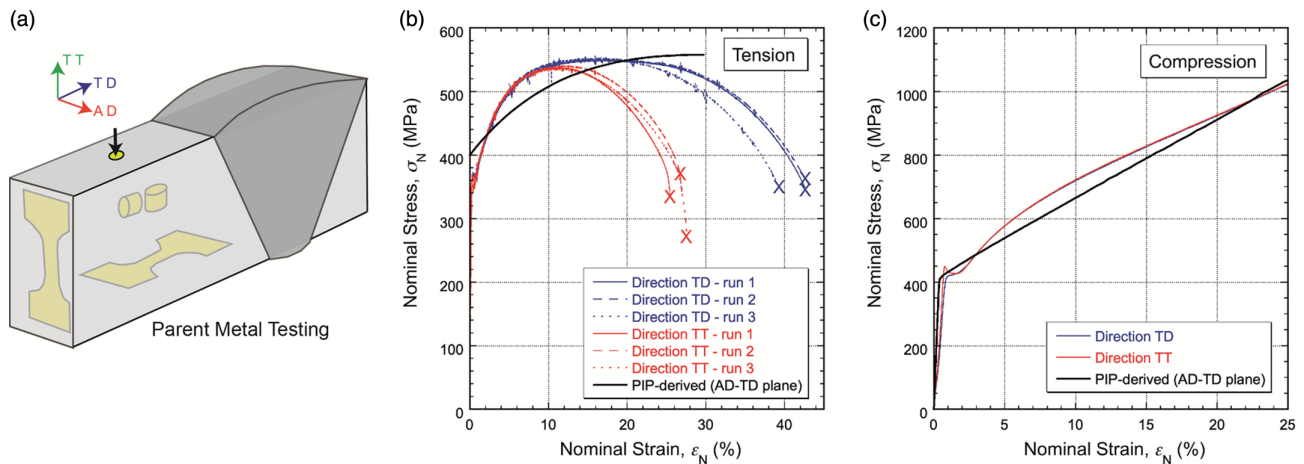 (a)
TT
TD
AD
Parent Metal Testing
(b)
600
500
400
300
200
100
0
Nominal Stress, σN (MPa)
Tension
Direction TD - run 1
Direction TD - run 2
Direction TD - run 3
Direction TT - run 1
Direction TT - run 2
Direction TT - run 3
PIP-derived (AD-TD plane)
0 10 20 30 40
Nominal Strain, εN (%)
(c)
1200
1000
800
600
400
200
0
Nominal Stress, σN (MPa)
Compression
Direction TD
Direction TT
PIP-derived (AD-TD plane)
0 5 10 15 20 25
Nominal Strain, εN (%)